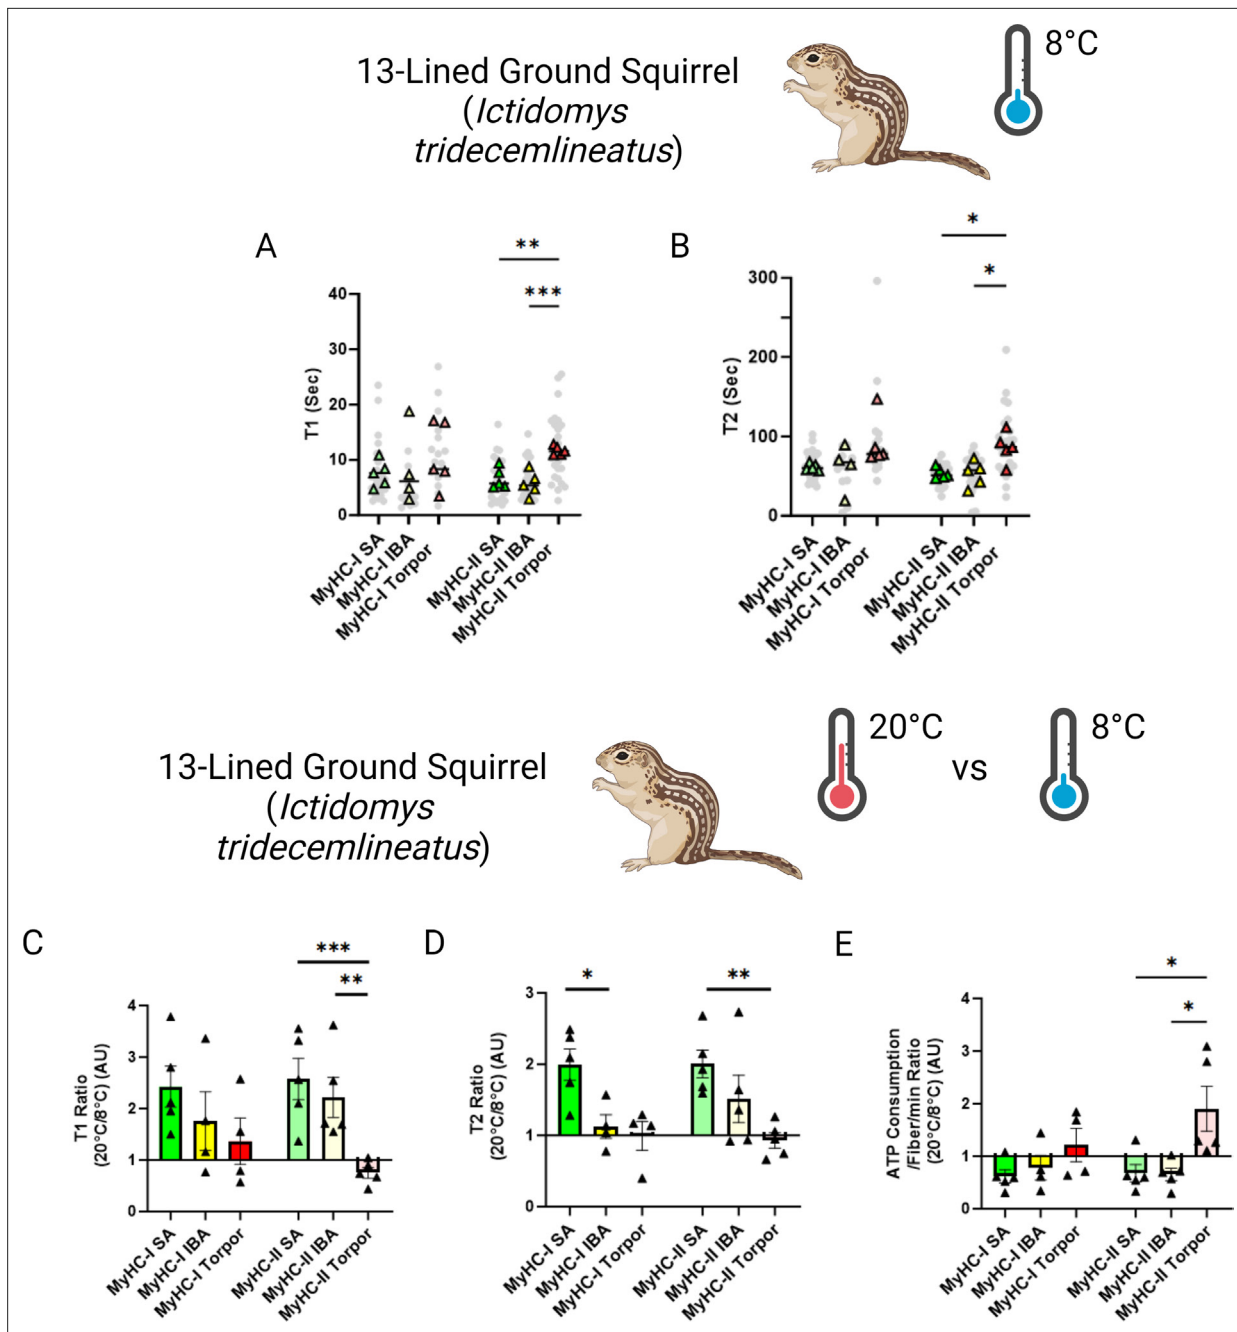 13-Lined Ground Squirrel
(Ictidomys
tridecemlineatus)
8°C
A
**
***
T1 (Sec)
40
30
20
10
0
MyHC-I SA
MyHC-I IBA
MyHC-I Torpor
MyHC-II SA
MyHC-II IBA
MyHC-II Torpor
B
*
*
T2 (Sec)
300
200
100
0
MyHC-I SA
MyHC-I IBA
MyHC-I Torpor
MyHC-II SA
MyHC-II IBA
MyHC-II Torpor
13-Lined Ground Squirrel
(Ictidomys
tridecemlineatus)
20°C
vs
8°C
C
***
**
T1 Ratio
(20°C/8°C) (AU)
4
3
2
1
0
MyHC-I SA
MyHC-I IBA
MyHC-I Torpor
MyHC-II SA
MyHC-II IBA
MyHC-II Torpor
D
*
**
T2 Ratio
(20°C/8°C) (AU)
3
2
1
0
MyHC-I SA
MyHC-I IBA
MyHC-I Torpor
MyHC-II SA
MyHC-II IBA
MyHC-II Torpor
E
*
*
ATP Consumption
/Fiber/min Ratio
(20°C/8°C) (AU)
4
3
2
1
0
MyHC-I SA
MyHC-I IBA
MyHC-I Torpor
MyHC-II SA
MyHC-II IBA
MyHC-II Torpor